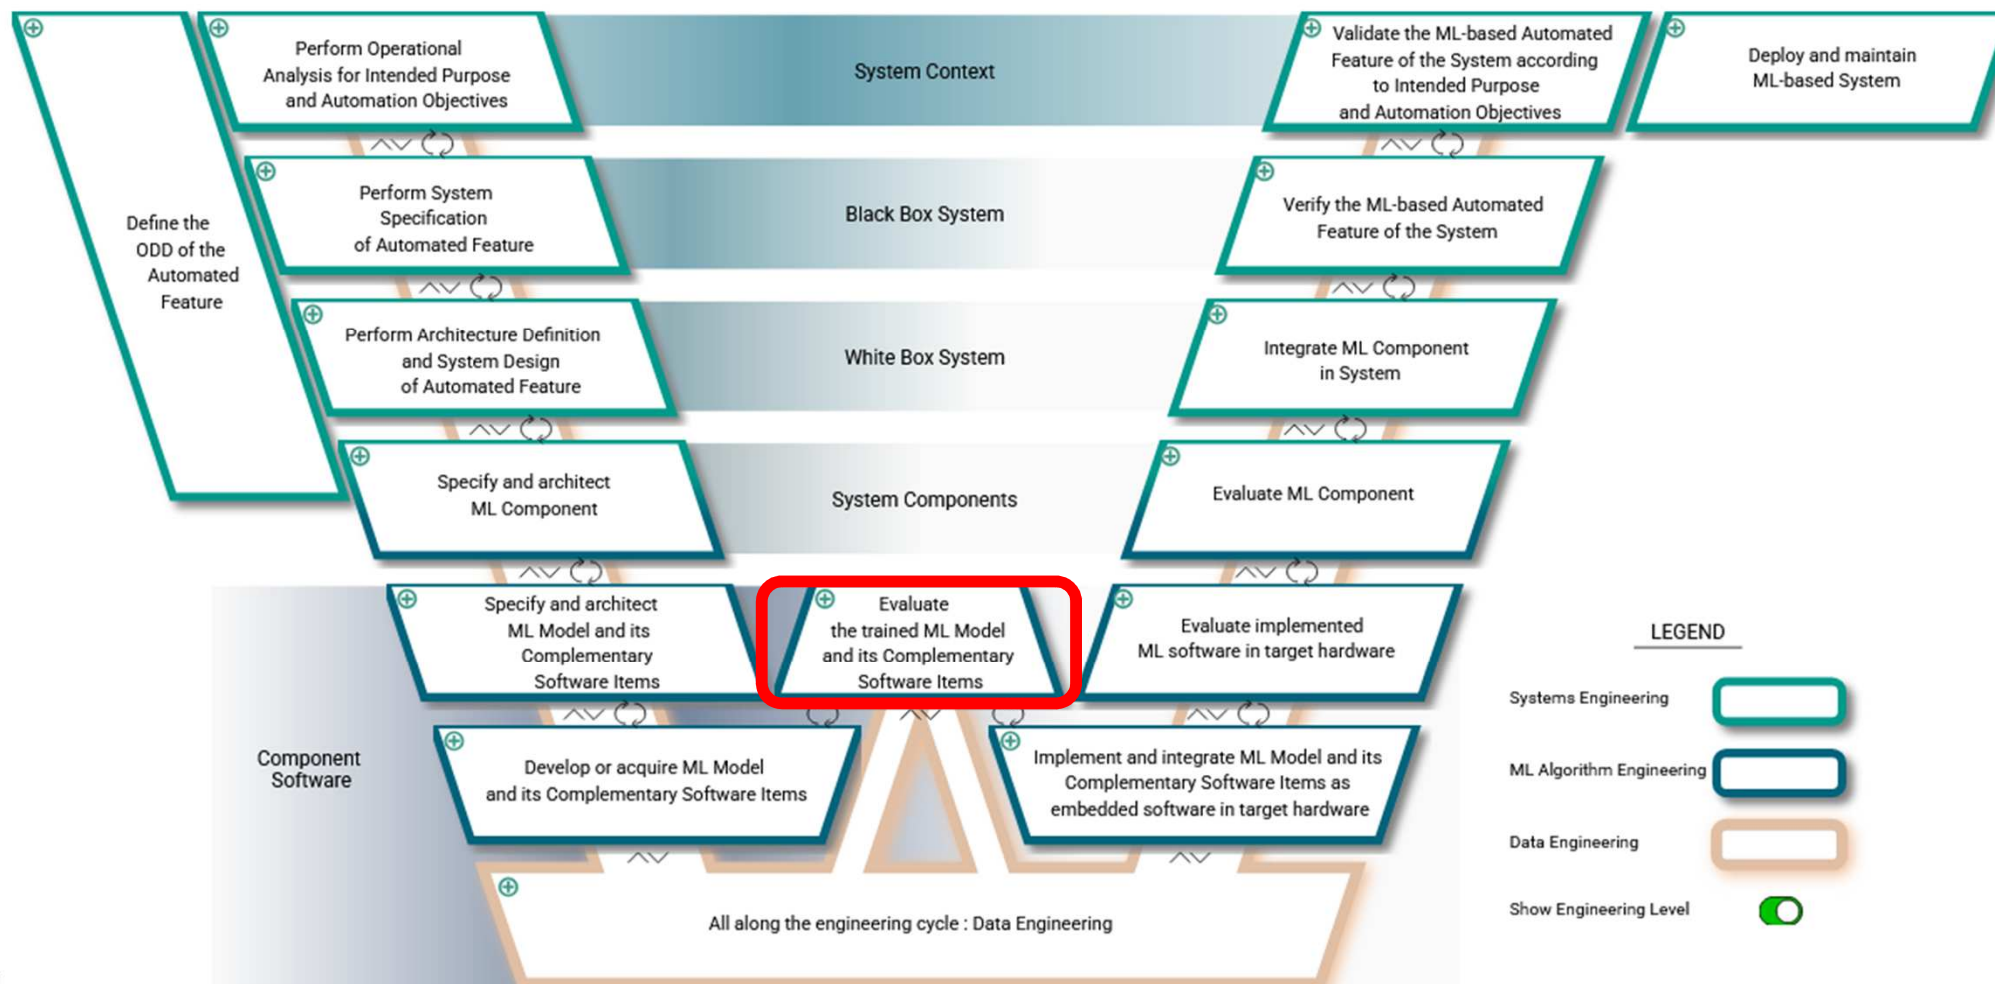 Perform Operational
Analysis for Intended Purpose
and Automation Objectives
System Context
Validate the ML-based Automated
Feature of the System according
to Intended Purpose
and Automation Objectives
Deploy and maintain
ML-based System
Define the
ODD of the
Automated
Feature
Perform System
Specification
of Automated Feature
Black Box System
Verify the ML-based Automated
Feature of the System
Perform Architecture Definition
and System Design
of Automated Feature
White Box System
Integrate ML Component
in System
Specify and architect
ML Component
System Components
Evaluate ML Component
Specify and architect
ML Model and its
Complementary
Software Items
Evaluate
the trained ML Model
and its Complementary
Software Items
Evaluate implemented
ML software in target hardware
Component
Software
Develop or acquire ML Model
and its Complementary Software Items
Implement and integrate ML Model and its
Complementary Software Items as
embedded software in target hardware
All along the engineering cycle : Data Engineering
LEGEND
Systems Engineering
ML Algorithm Engineering
Data Engineering
Show Engineering Level